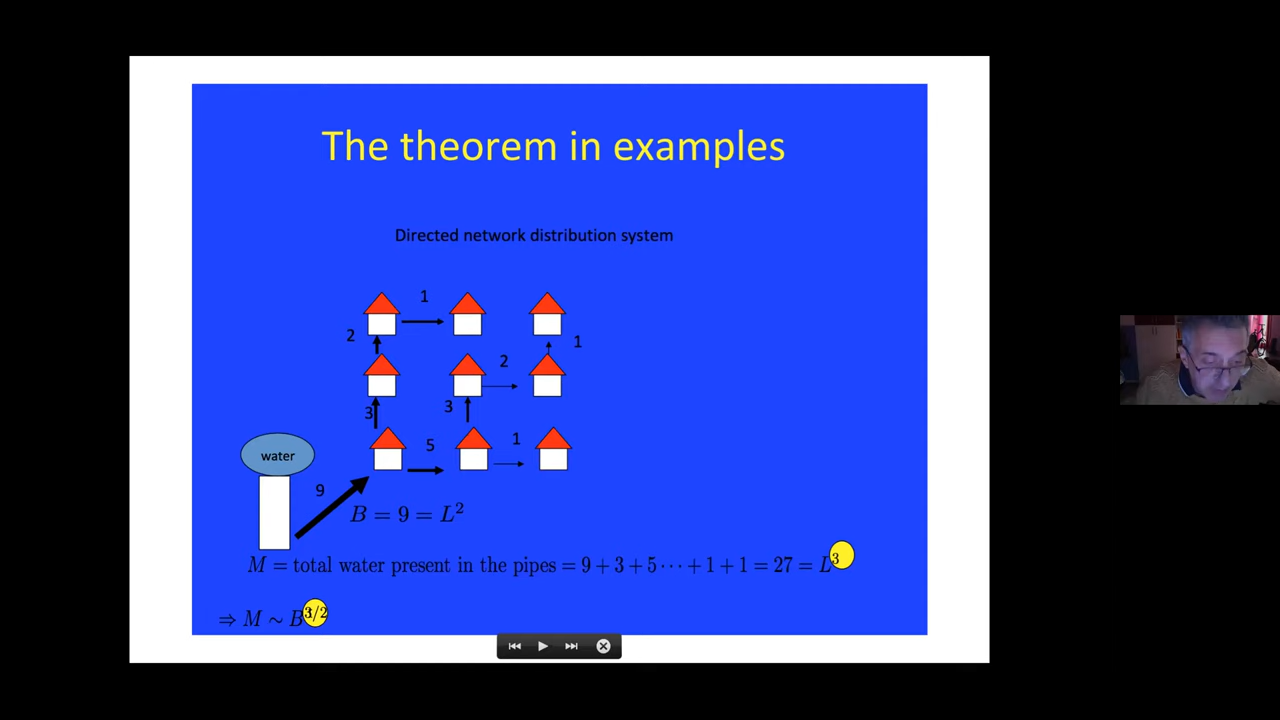 The theorem in examples
Directed network distribution system
1
2
1
2
3
3
5
1
water
9
B = 9 = L²
M = total water present in the pipes = 9 + 3 + 5 ⋯ + 1 + 1 = 27 = L³
⇒ M ∼ B^{3/2}